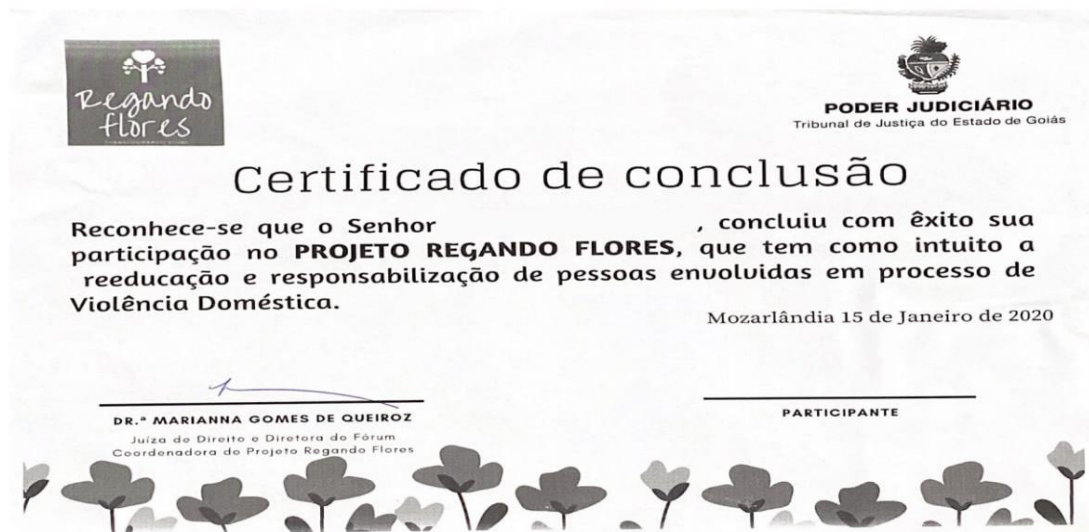 Regando
flores
PODER JUDICIÁRIO
Tribunal de Justiça do Estado de Goiás
Certificado de conclusão
Reconhece-se que o Senhor , concluiu com êxito sua
participação no PROJETO REGANDO FLORES, que tem como intuito a
reeducação e responsabilização de pessoas envolvidas em processo de
Violência Doméstica.
Mozarlândia 15 de Janeiro de 2020
DR.ª MARIANNA GOMES DE QUEIROZ
Juíza de Direito e Diretora do Fórum
Coordenadora do Projeto Regando Flores
PARTICIPANTE